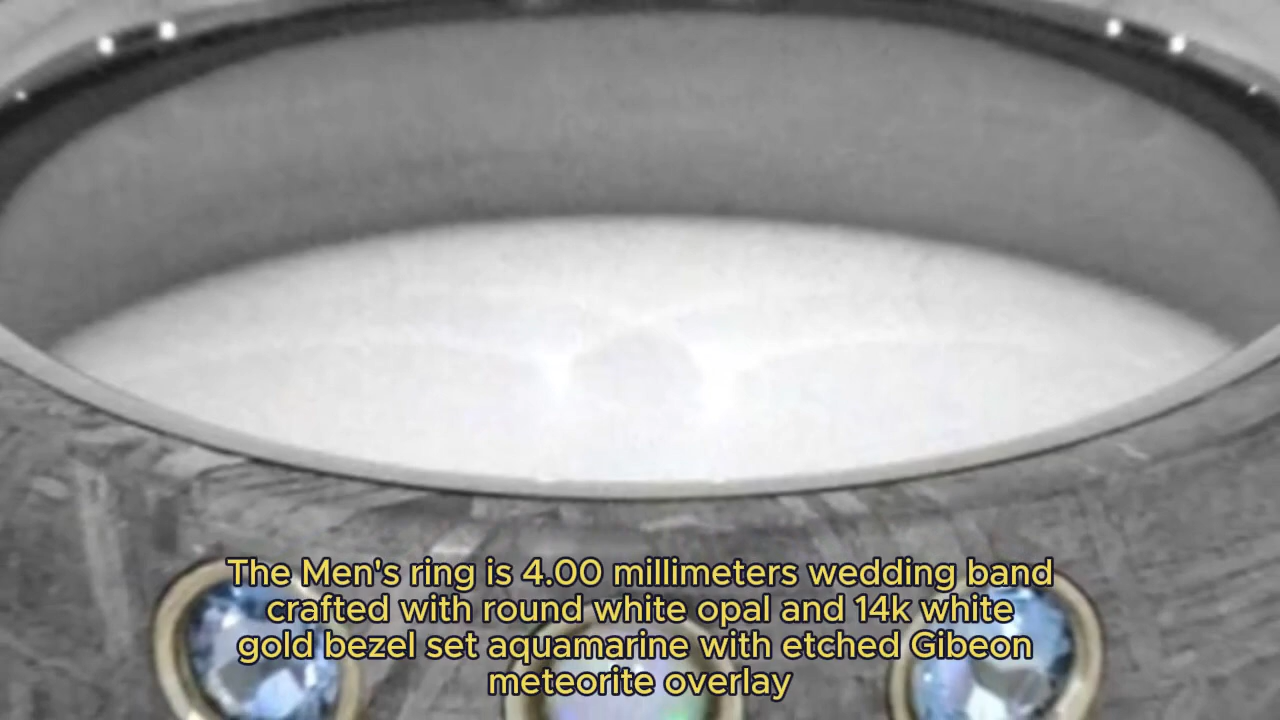 The Men's ring is 4.00 millimeters wedding band
crafted with round white opal and 14k white
gold bezel set aquamarine with etched Gibeon
meteorite overlay